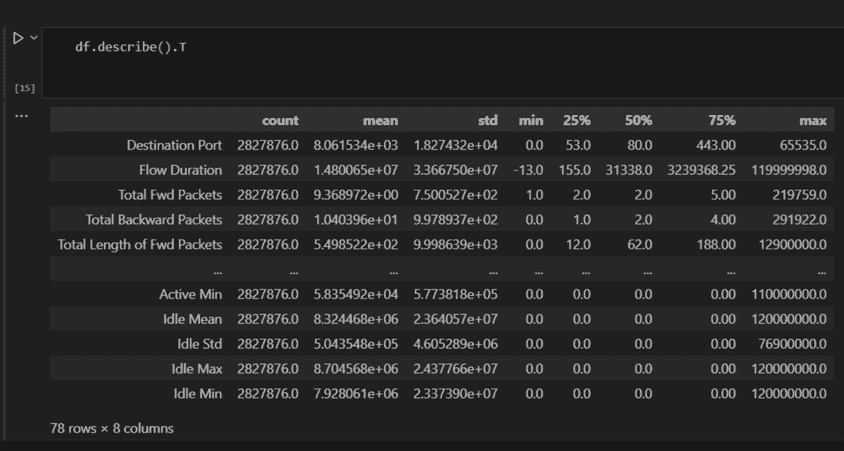 df.describe().T
[15]
...
count mean std min 25% 50% 75% max
Destination Port 2827876.0 8.061534e+03 1.827432e+04 0.0 53.0 80.0 443.00 65535.0
Flow Duration 2827876.0 1.480065e+07 3.366750e+07 -13.0 155.0 31338.0 3239368.25 119999998.0
Total Fwd Packets 2827876.0 9.368972e+00 7.500527e+02 1.0 2.0 2.0 5.00 219759.0
Total Backward Packets 2827876.0 1.040396e+01 9.978937e+02 0.0 1.0 2.0 4.00 291922.0
Total Length of Fwd Packets 2827876.0 5.498522e+02 9.998639e+03 0.0 12.0 62.0 188.00 12900000.0
... ... ... ... ... ... ... ... ...
Active Min 2827876.0 5.835492e+04 5.773818e+05 0.0 0.0 0.0 0.00 110000000.0
Idle Mean 2827876.0 8.324468e+06 2.364057e+07 0.0 0.0 0.0 0.00 120000000.0
Idle Std 2827876.0 5.043548e+05 4.605289e+06 0.0 0.0 0.0 0.00 76900000.0
Idle Max 2827876.0 8.704568e+06 2.437766e+07 0.0 0.0 0.0 0.00 120000000.0
Idle Min 2827876.0 7.928061e+06 2.337390e+07 0.0 0.0 0.0 0.00 120000000.0
78 rows × 8 columns